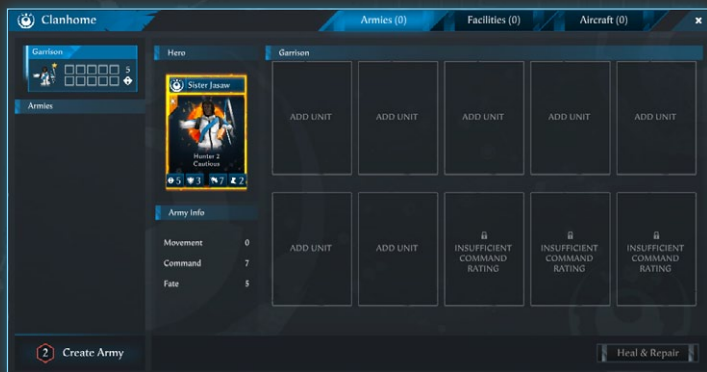 Clanhome
Armies (0)
Facilities (0)
Aircraft (0)
Garrison
5
Armies
Hero
Sister Jasaw
Hunter 2
Cautious
5 3 7 2
Army Info
Movement 0
Command 7
Fate 5
Garrison
ADD UNIT
ADD UNIT
ADD UNIT
ADD UNIT
ADD UNIT
ADD UNIT
ADD UNIT
INSUFFICIENT
COMMAND
RATING
INSUFFICIENT
COMMAND
RATING
INSUFFICIENT
COMMAND
RATING
2 Create Army
Heal & Repair